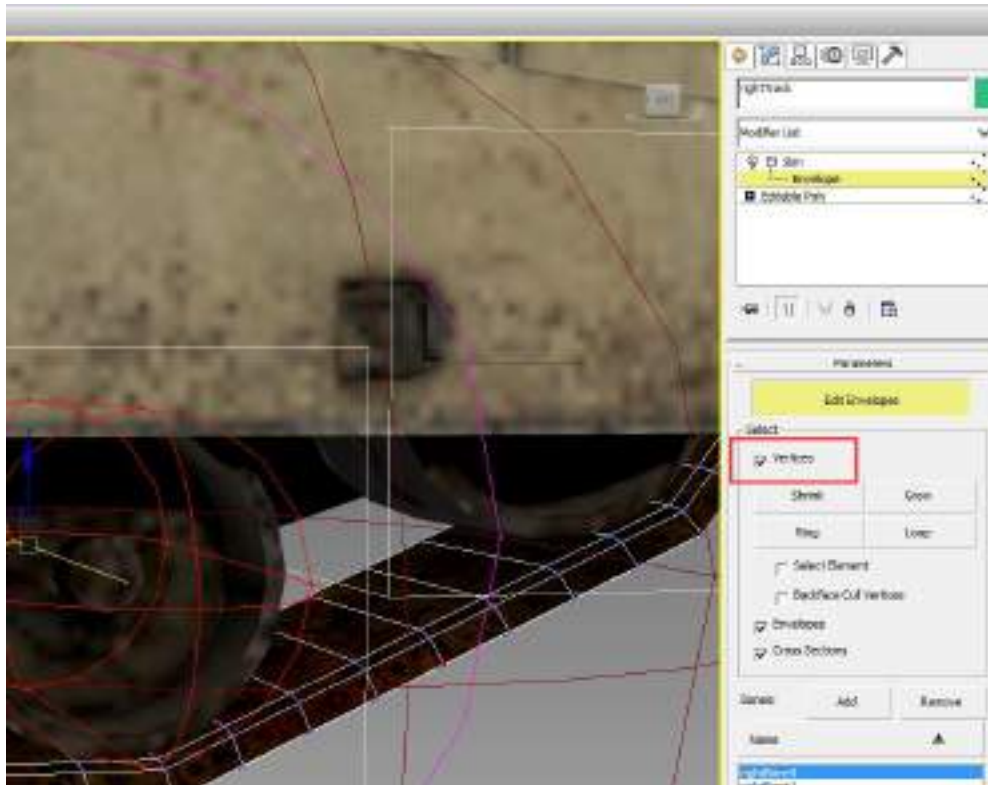 rightTrack
Modifier List
Skin
Envelope
Editable Poly
Parameters
Edit Envelopes
Select
Vertices
Shrink Grow
Ring Loop
Select Element
Backface Cull Vertices
Envelopes
Cross Sections
Bones: Add Remove
Name